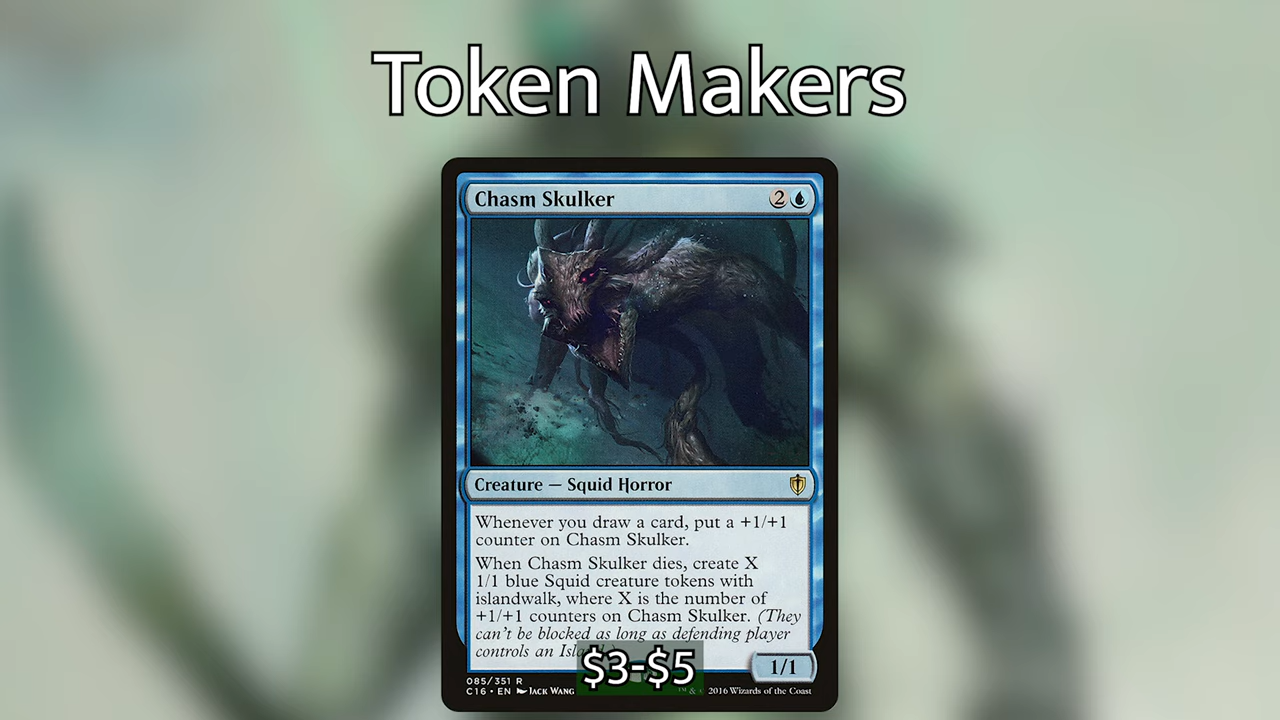 Token Makers
Chasm Skulker
2
Creature — Squid Horror
Whenever you draw a card, put a +1/+1
counter on Chasm Skulker.
When Chasm Skulker dies, create X
1/1 blue Squid creature tokens with
islandwalk, where X is the number of
+1/+1 counters on Chasm Skulker. (They
can't be blocked as long as defending player
controls an
$3-$5
1/1
085/351 R
C16 • EN Jack Wang
™ & © 2016 Wizards of the Coast